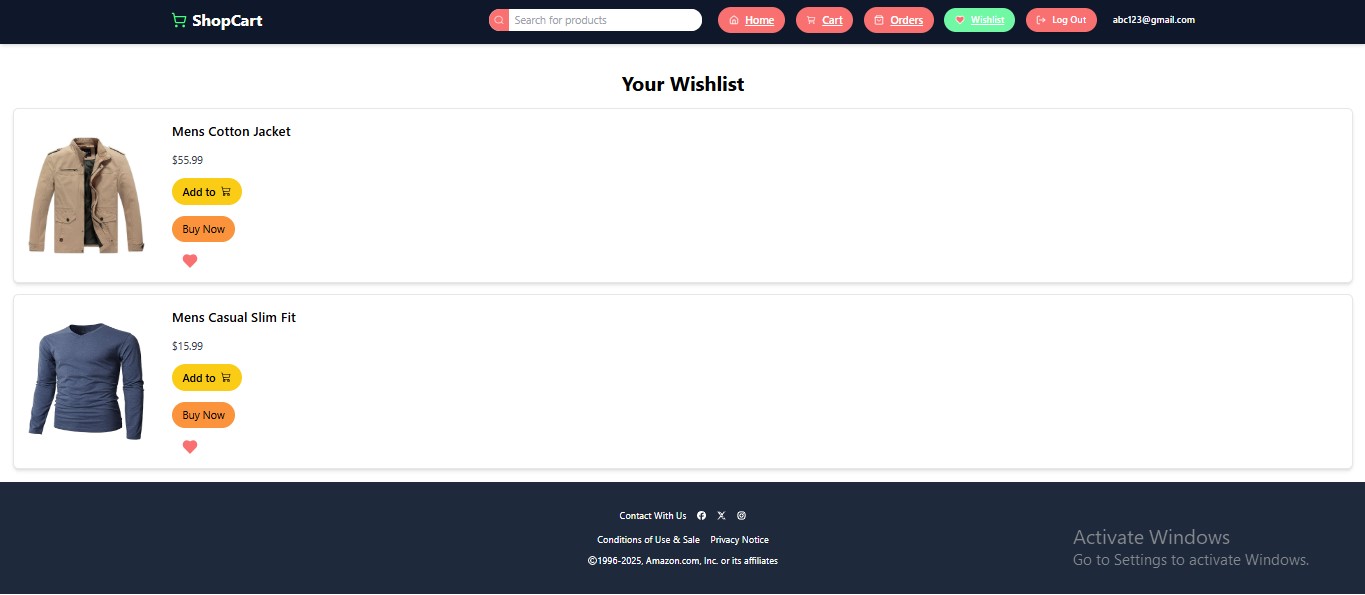 ShopCart
Search for products
Home
Cart
Orders
Wishlist
Log Out
abc123@gmail.com
Your Wishlist
Mens Cotton Jacket
$55.99
Add to
Buy Now
Mens Casual Slim Fit
$15.99
Add to
Buy Now
Contact With Us
Conditions of Use & Sale Privacy Notice
©1996-2025, Amazon.com, Inc. or its affiliates
Activate Windows
Go to Settings to activate Windows.